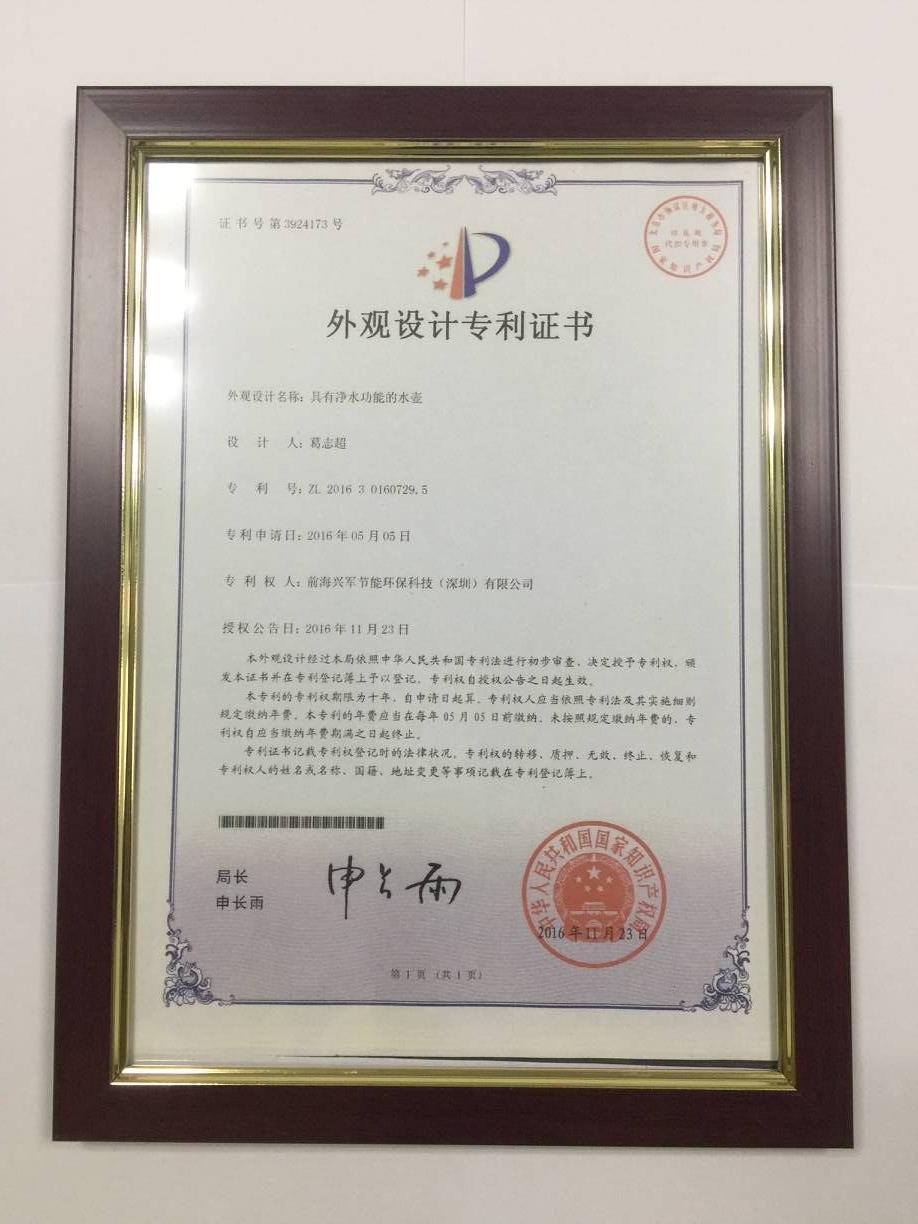 证书号第3924173号
外观设计专利证书
外观设计名称：具有净水功能的水壶
设计人：葛志超
专利号：ZL 2016 3 0160729.5
专利申请日：2016年05月05日
专利权人：前海兴军节能环保科技（深圳）有限公司
授权公告日：2016年11月23日
本外观设计经过本局依照中华人民共和国专利法进行初步审查，决定授予专利权，颁
发本证书并在专利登记簿上予以登记。专利权自授权公告之日起生效。
本专利的专利权期限为十年，自申请日起算。专利权人应当依照专利法及其实施细则
规定缴纳年费。本专利的年费应当在每年05月05日前缴纳。未按照规定缴纳年费的，专
利权自应当缴纳年费期满之日起终止。
专利证书记载专利权登记时的法律状况。专利权的转移、质押、无效、终止、恢复和
专利权人的姓名或名称、国籍、地址变更等事项记载在专利登记簿上。
局长
申长雨
申长雨
中华人民共和国国家知识产权局
2016年11月23日
第1页（共1页）